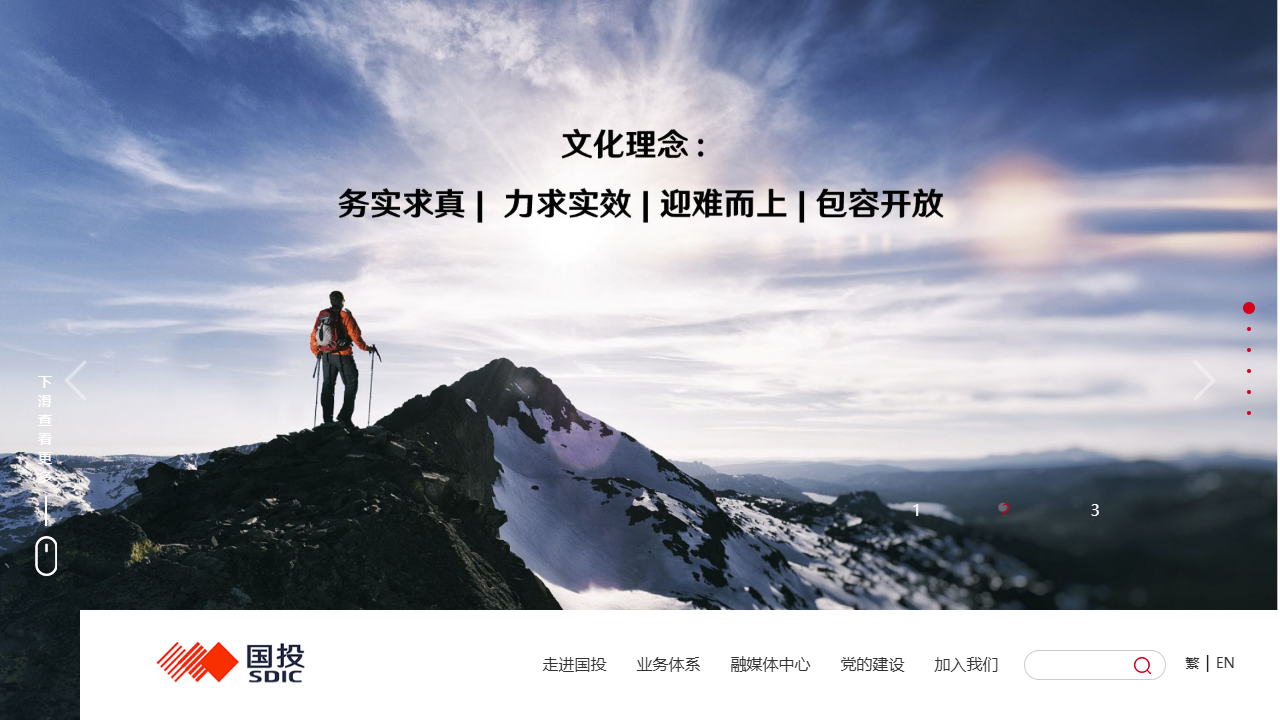 文化理念：
务实求真 | 力求实效 | 迎难而上 | 包容开放
下滑查看更
1
3
国投
SDIC
走进国投 业务体系 融媒体中心 党的建设 加入我们
繁 | EN